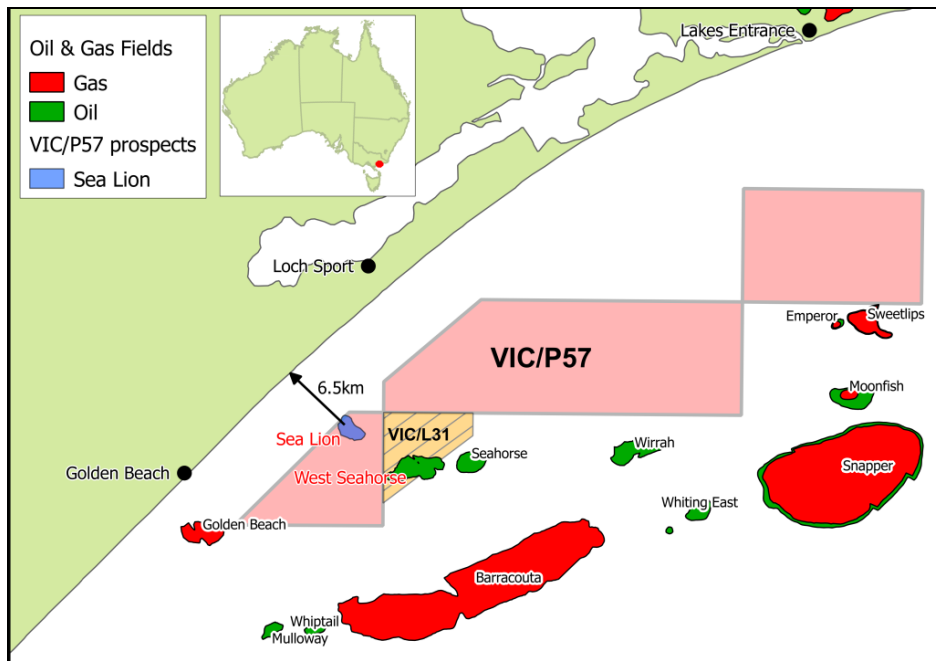 Oil & Gas Fields
Gas
Oil
VIC/P57 prospects
Sea Lion
Lakes Entrance
Loch Sport
Emperor
Sweetlips
VIC/P57
6.5km
Moonfish
Sea Lion
VIC/L31
Golden Beach
West Seahorse
Seahorse
Wirrah
Snapper
Whiting East
Golden Beach
Barracouta
Whiptail
Mulloway